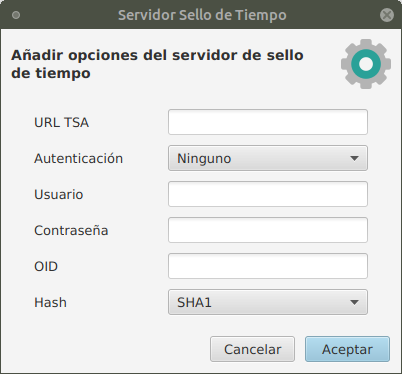 Servidor Sello de Tiempo
Añadir opciones del servidor de sello
de tiempo
URL TSA
Autenticación Ninguno
Usuario
Contraseña
OID
Hash SHA1
Cancelar Aceptar